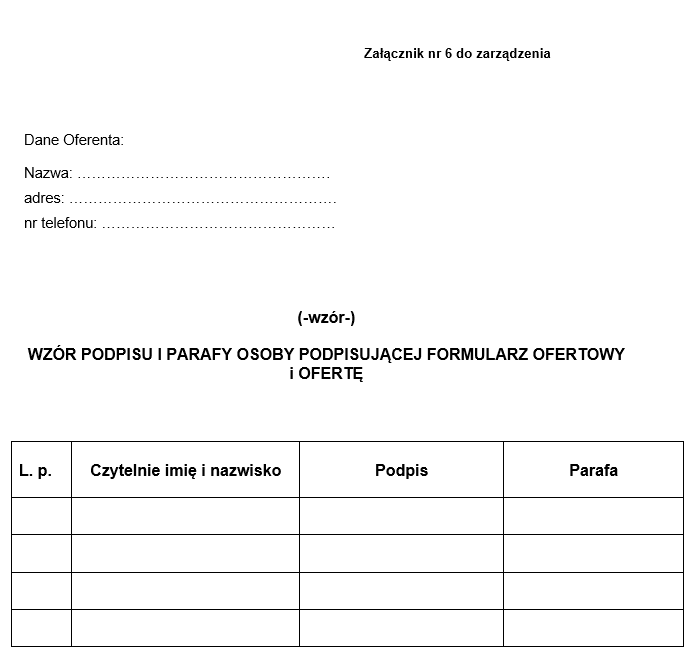 Załącznik nr 6 do zarządzenia
Dane Oferenta:
Nazwa: …………………………………………….
adres: ……………………………………………….
nr telefonu: …………………………………………
(-wzór-)
WZÓR PODPISU I PARAFY OSOBY PODPISUJĄCEJ FORMULARZ OFERTOWY
i OFERTĘ
L. p. Czytelnie imię i nazwisko Podpis Parafa